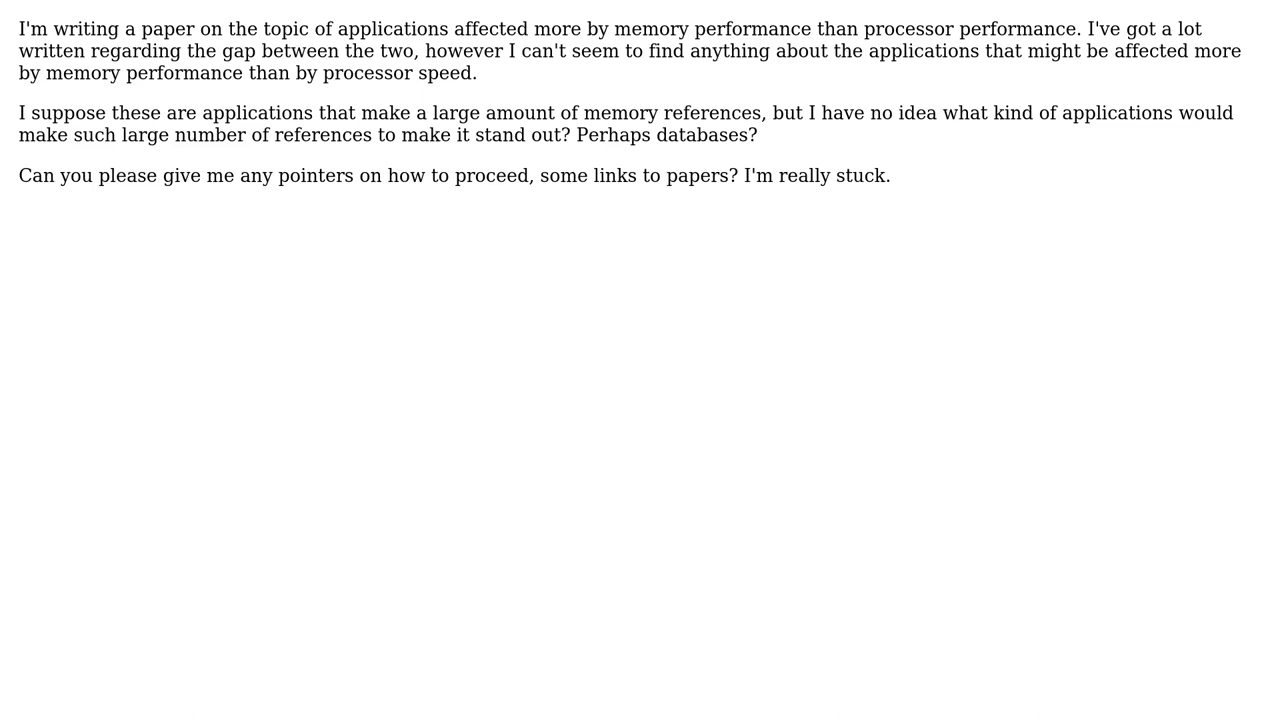 I'm writing a paper on the topic of applications affected more by memory performance than processor performance. I've got a lot
written regarding the gap between the two, however I can't seem to find anything about the applications that might be affected more
by memory performance than by processor speed.
I suppose these are applications that make a large amount of memory references, but I have no idea what kind of applications would
make such large number of references to make it stand out? Perhaps databases?
Can you please give me any pointers on how to proceed, some links to papers? I'm really stuck.